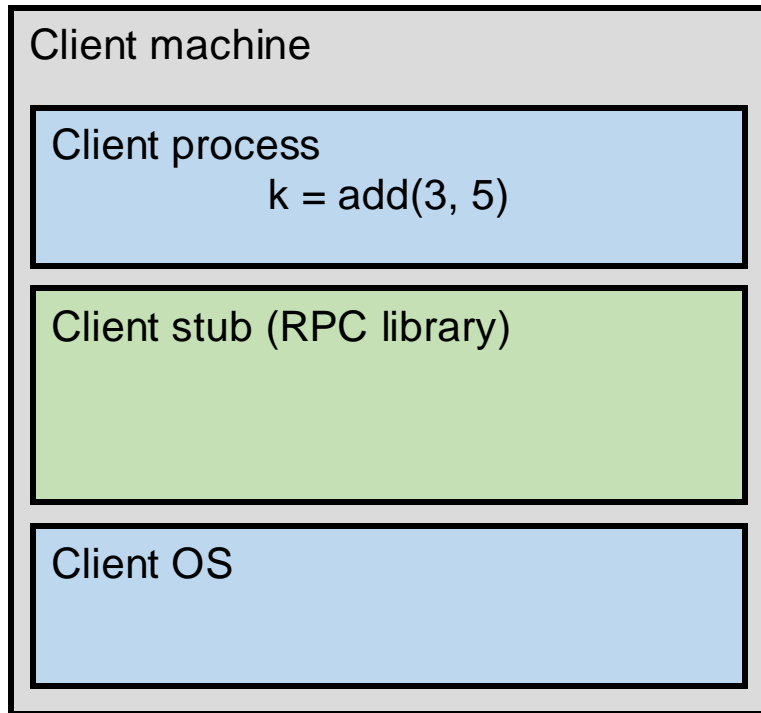 Client machine
Client process
k = add(3, 5)
Client stub (RPC library)
Client OS